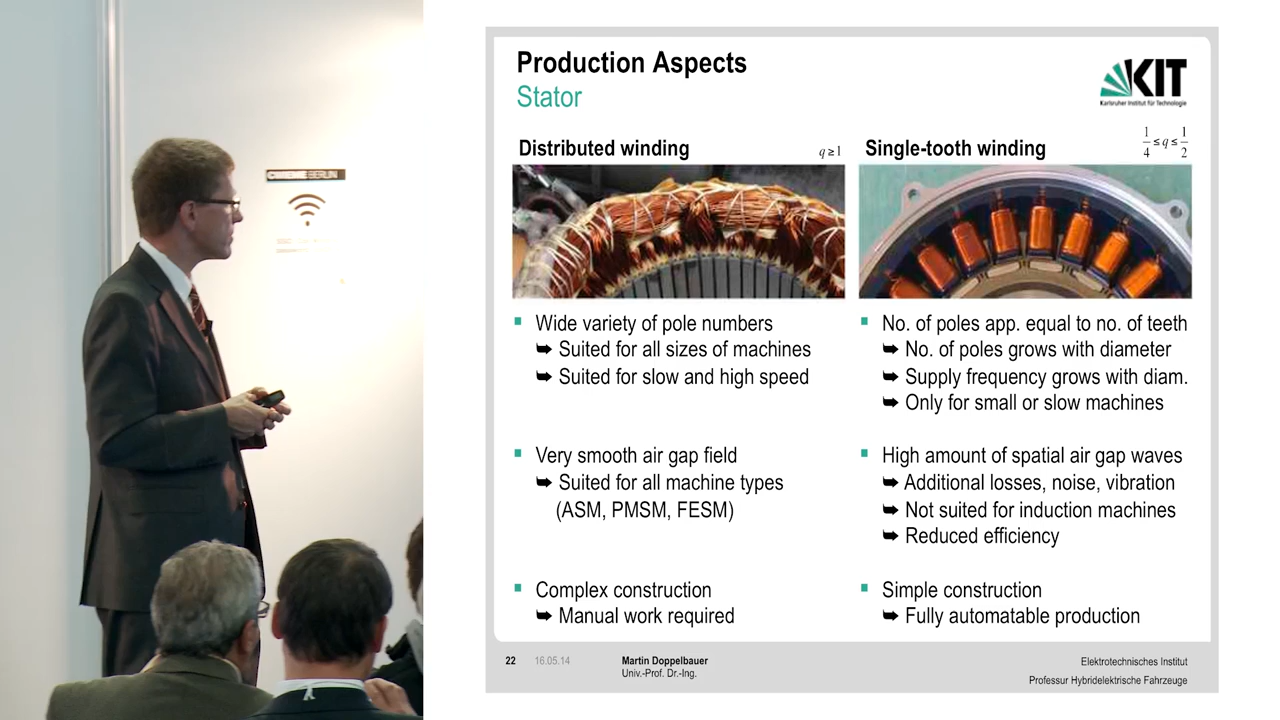 Production Aspects
Stator
KIT
Karlsruher Institut für Technologie
Distributed winding
q ≥ 1
Single-tooth winding
1/4 ≤ q ≤ 1/2
▪ Wide variety of pole numbers
➥ Suited for all sizes of machines
➥ Suited for slow and high speed
▪ Very smooth air gap field
➥ Suited for all machine types
(ASM, PMSM, FESM)
▪ Complex construction
➥ Manual work required
▪ No. of poles app. equal to no. of teeth
➥ No. of poles grows with diameter
➥ Supply frequency grows with diam.
➥ Only for small or slow machines
▪ High amount of spatial air gap waves
➥ Additional losses, noise, vibration
➥ Not suited for induction machines
➥ Reduced efficiency
▪ Simple construction
➥ Fully automatable production
22 16.05.14
Martin Doppelbauer
Univ.-Prof. Dr.-Ing.
Elektrotechnisches Institut
Professur Hybridelektrische Fahrzeuge